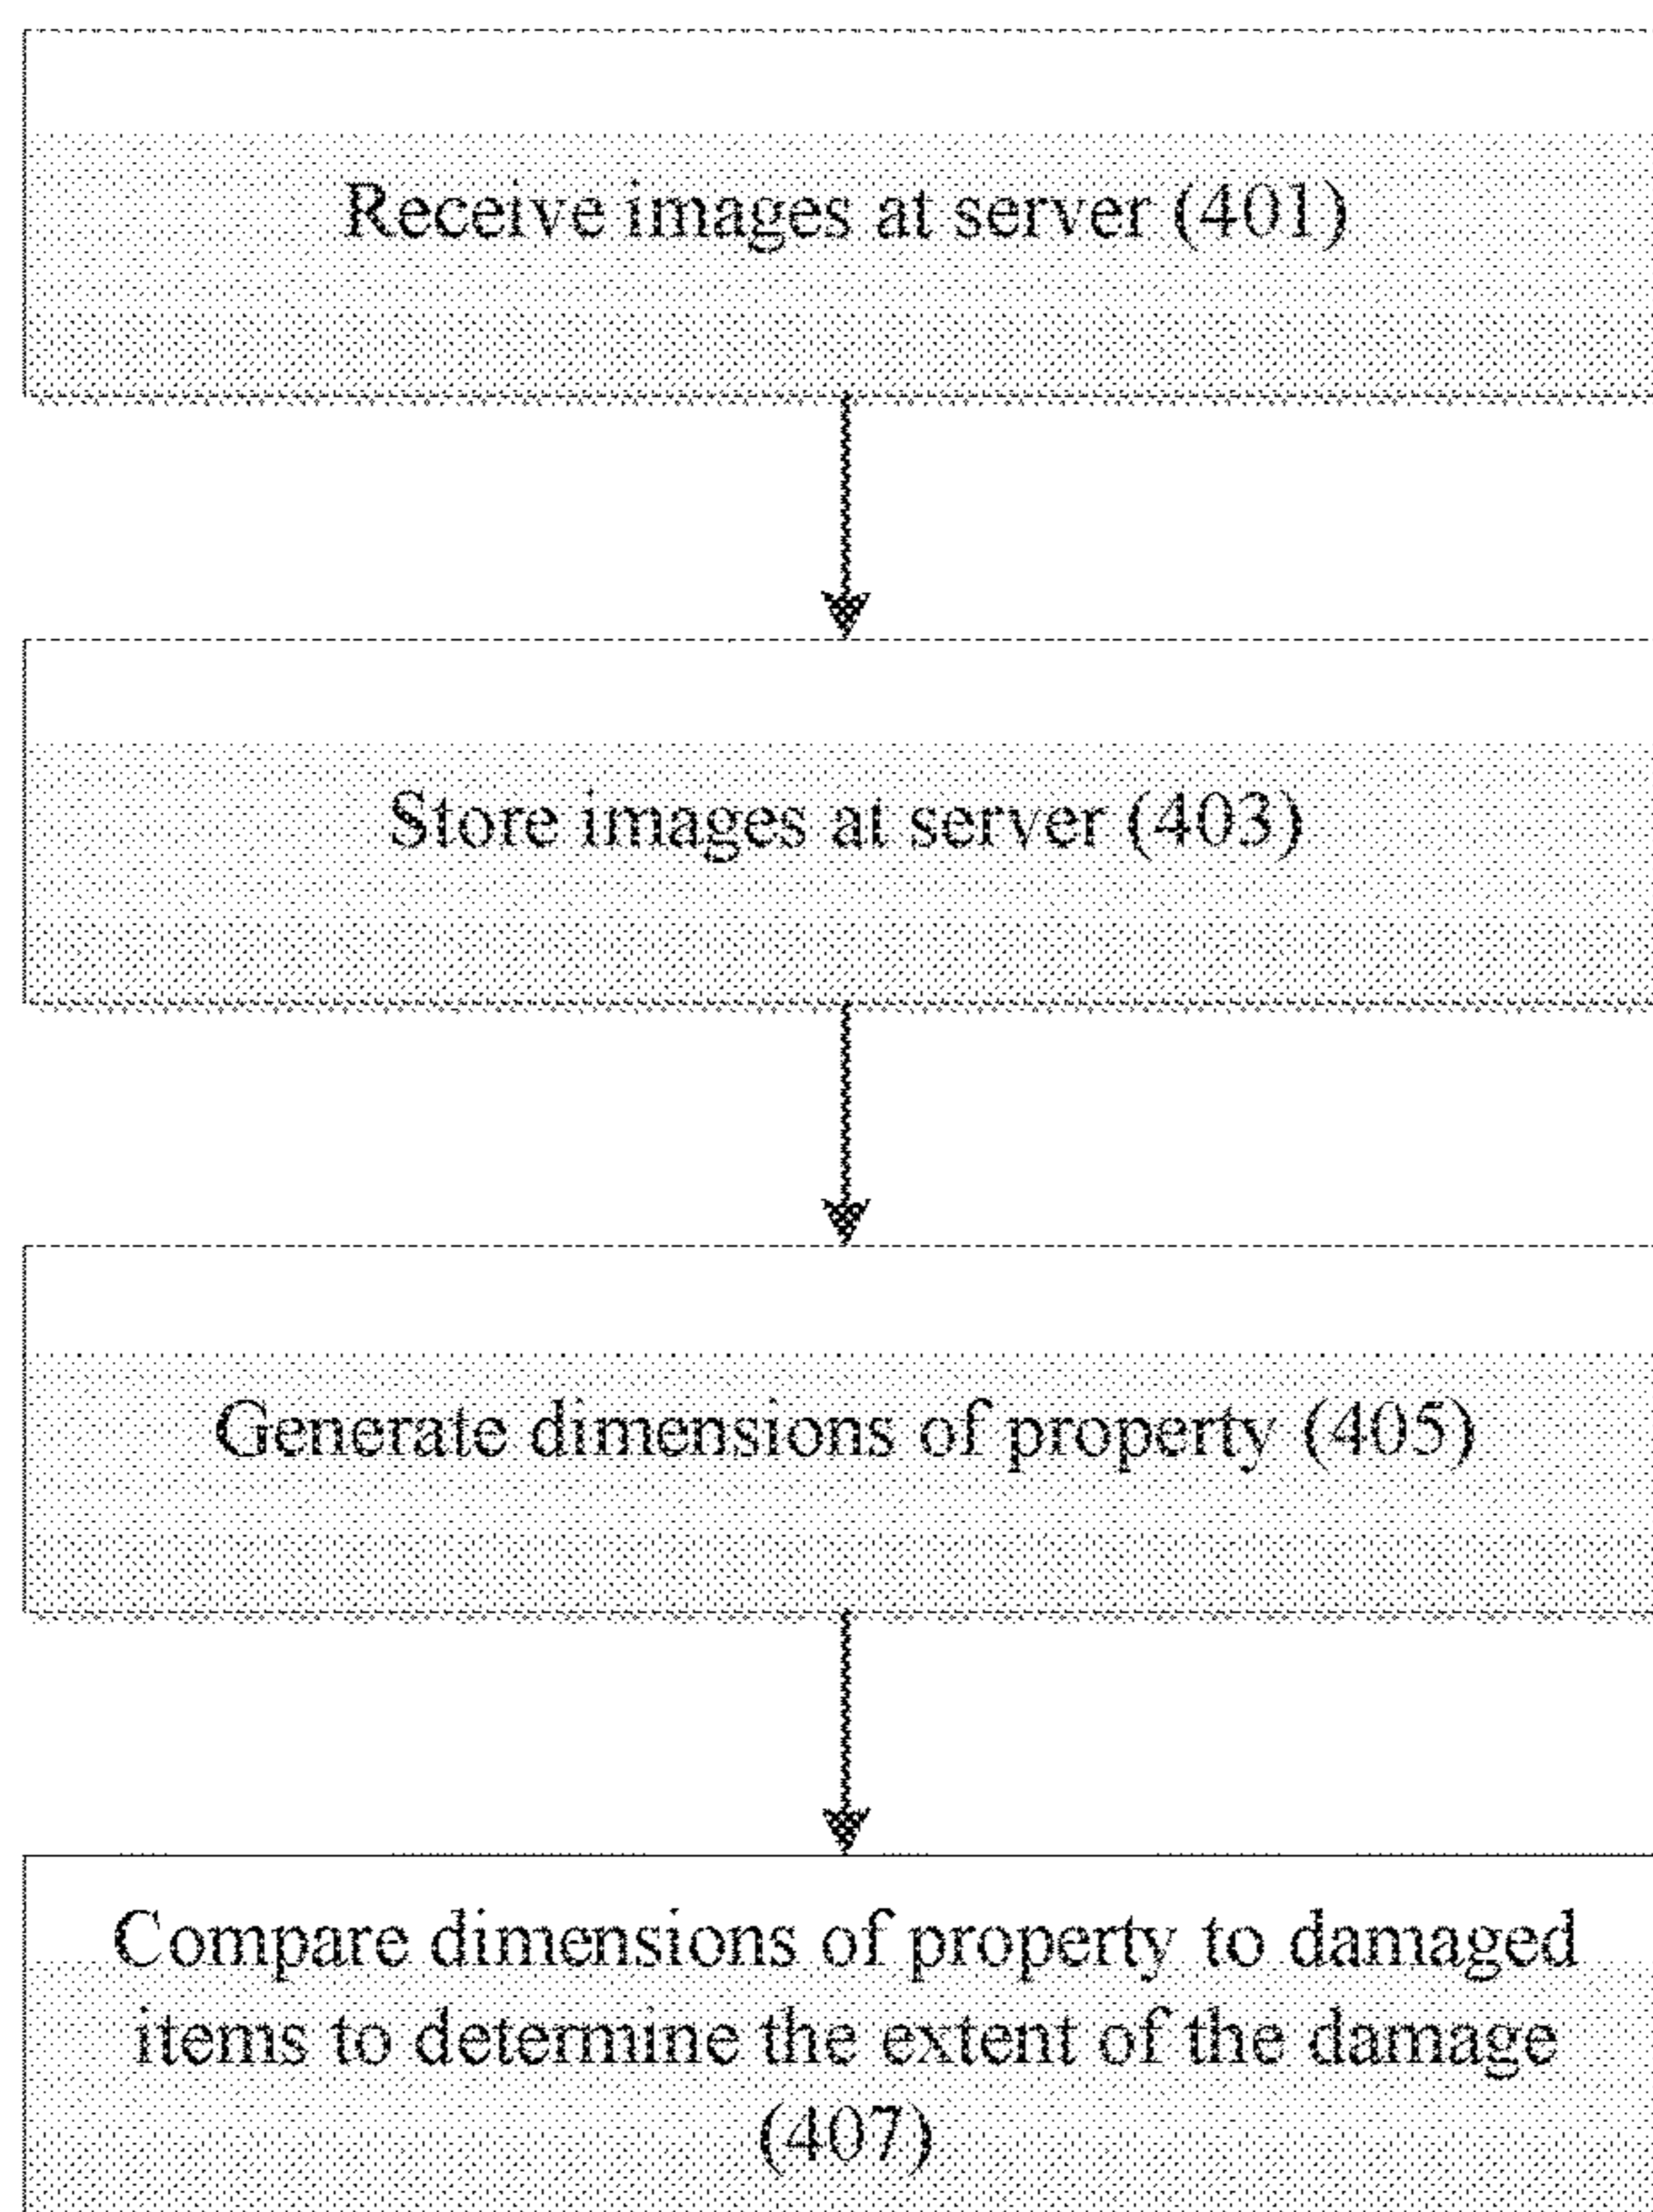 Receive images at server (401)
Store images at server (403)
Generate dimensions of property (405)
Compare dimensions of property to damaged
items to determine the extent of the damage
(407)